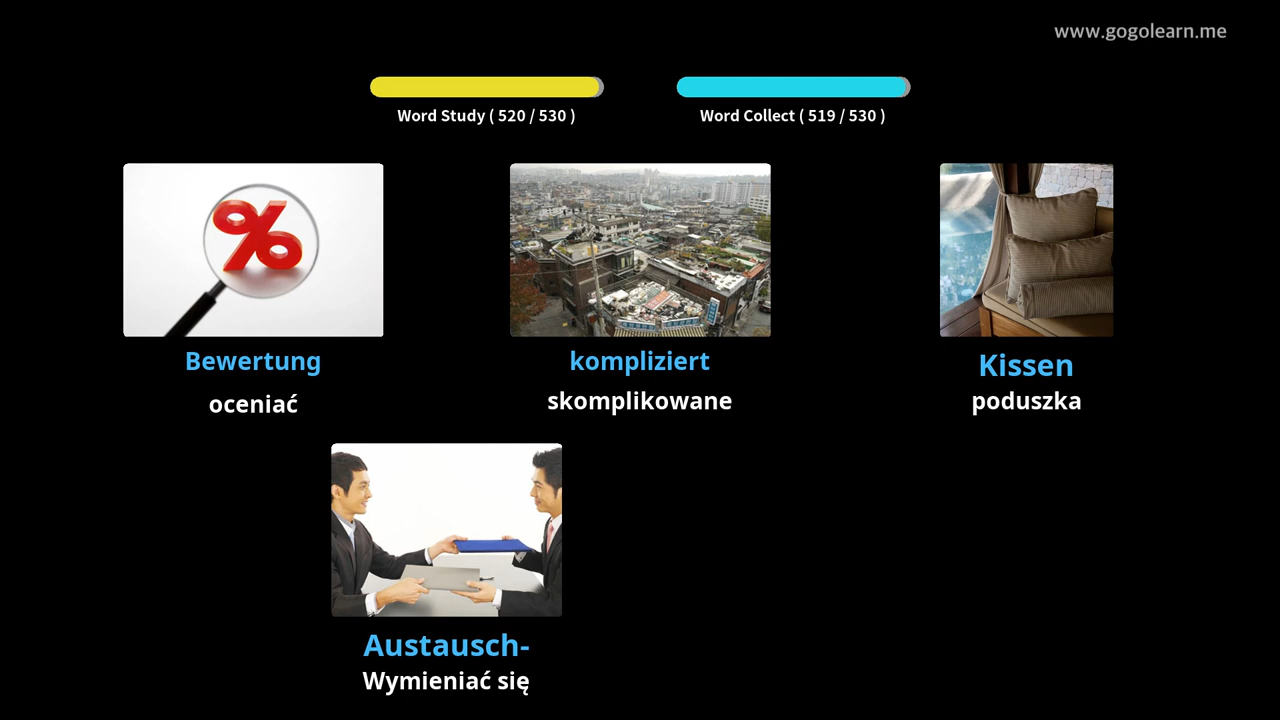 www.gogolearn.me
Word Study ( 520 / 530 )
Word Collect ( 519 / 530 )
%
Bewertung
oceniać
kompliziert
skomplikowane
Kissen
poduszka
Austausch-
Wymieniać się